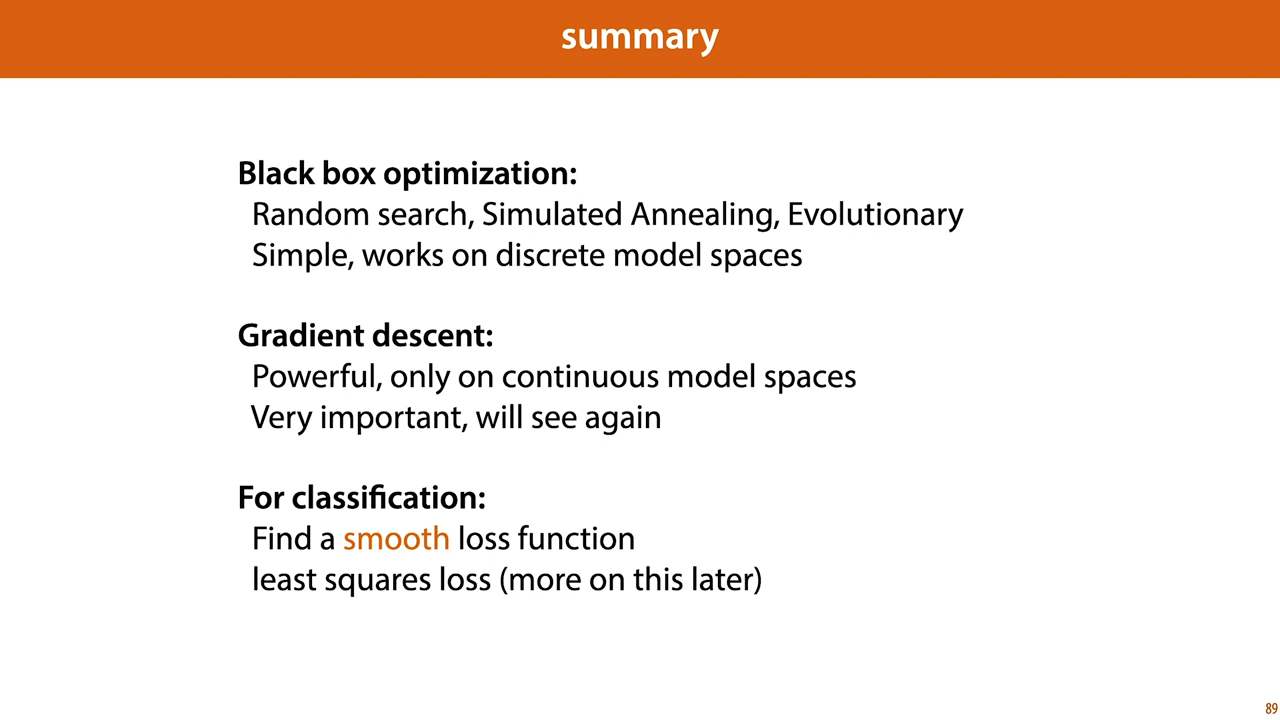 summary
Black box optimization:
Random search, Simulated Annealing, Evolutionary
Simple, works on discrete model spaces
Gradient descent:
Powerful, only on continuous model spaces
Very important, will see again
For classification:
Find a smooth loss function
least squares loss (more on this later)
89